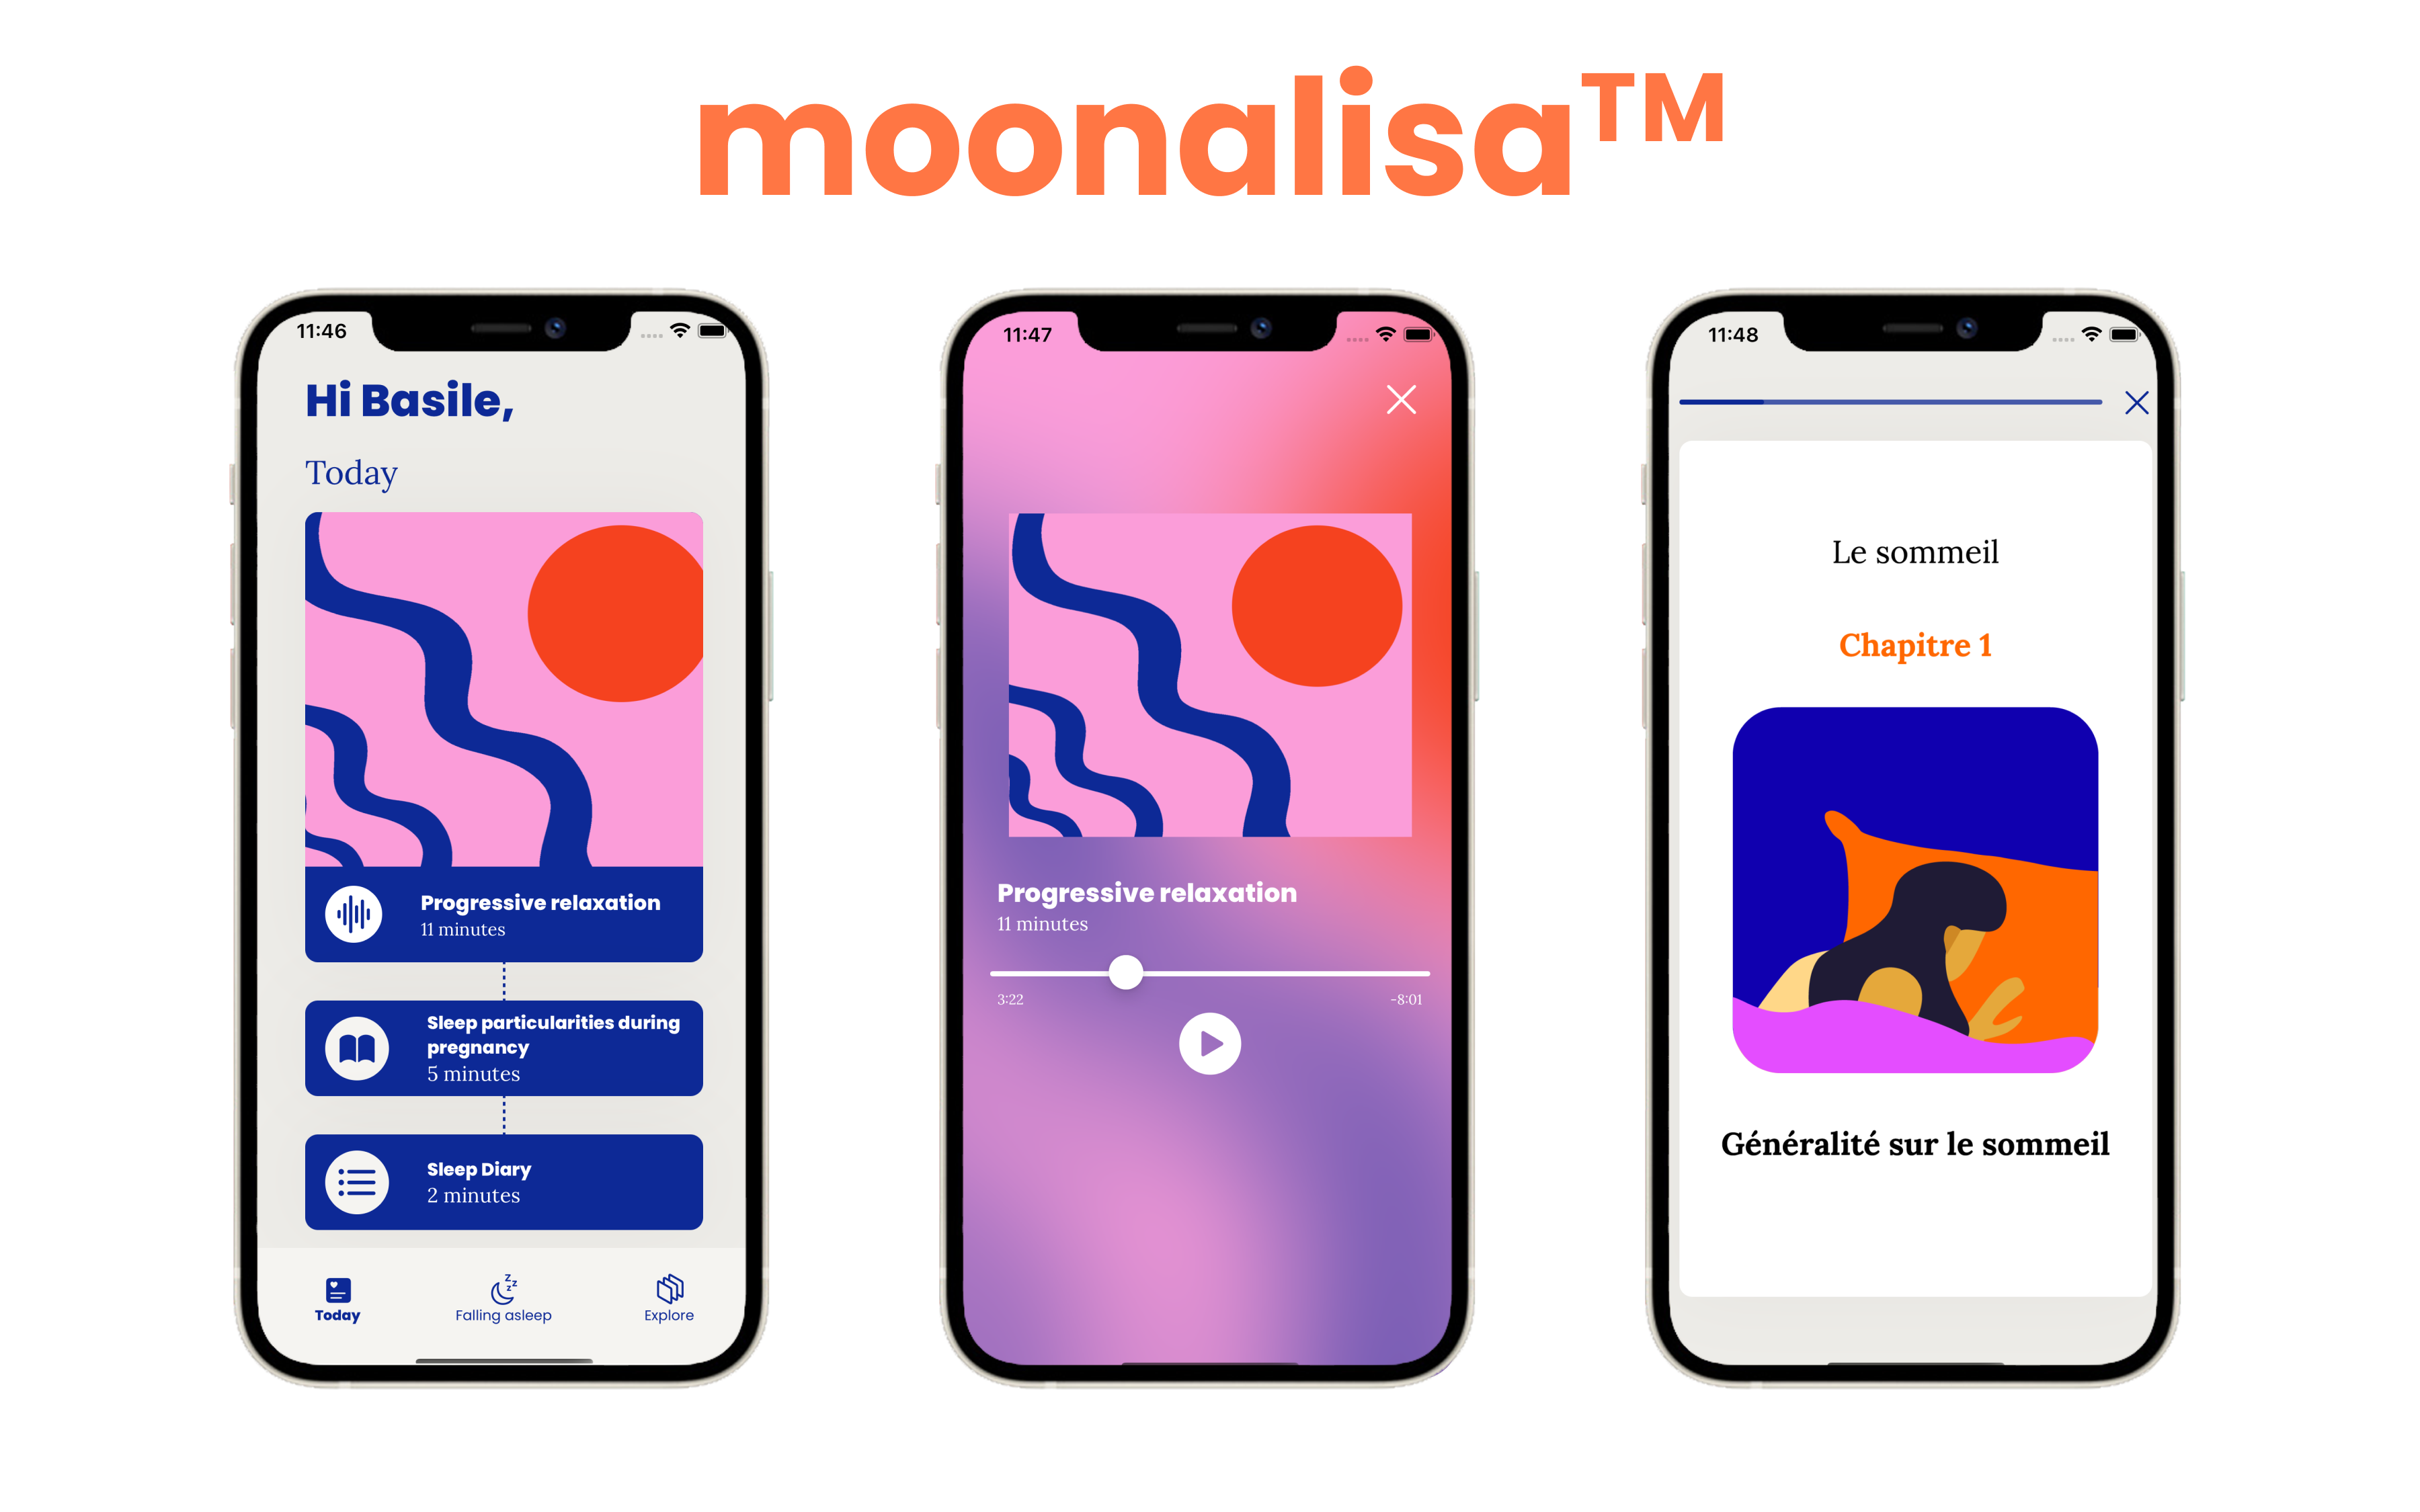 moonalisa™
11:46
Hi Basile,
Today
Progressive relaxation
11 minutes
Sleep particularities during
pregnancy
5 minutes
Sleep Diary
2 minutes
Today
Falling asleep
Explore
11:47
Progressive relaxation
11 minutes
3:22
-8:01
11:48
Le sommeil
Chapitre 1
Généralité sur le sommeil